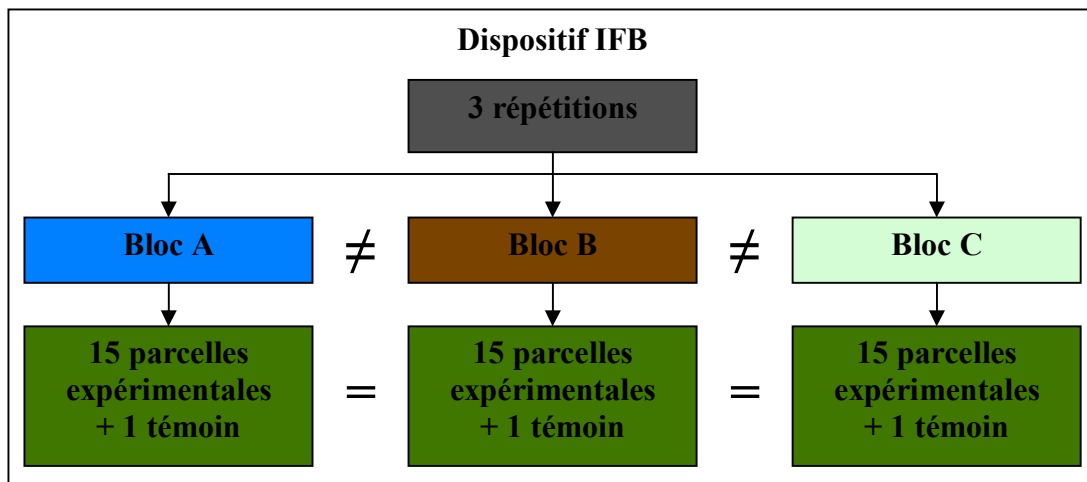 Dispositif IFB
3 répétitions
Bloc A
≠
Bloc B
≠
Bloc C
15 parcelles
expérimentales
+ 1 témoin
=
15 parcelles
expérimentales
+ 1 témoin
=
15 parcelles
expérimentales
+ 1 témoin